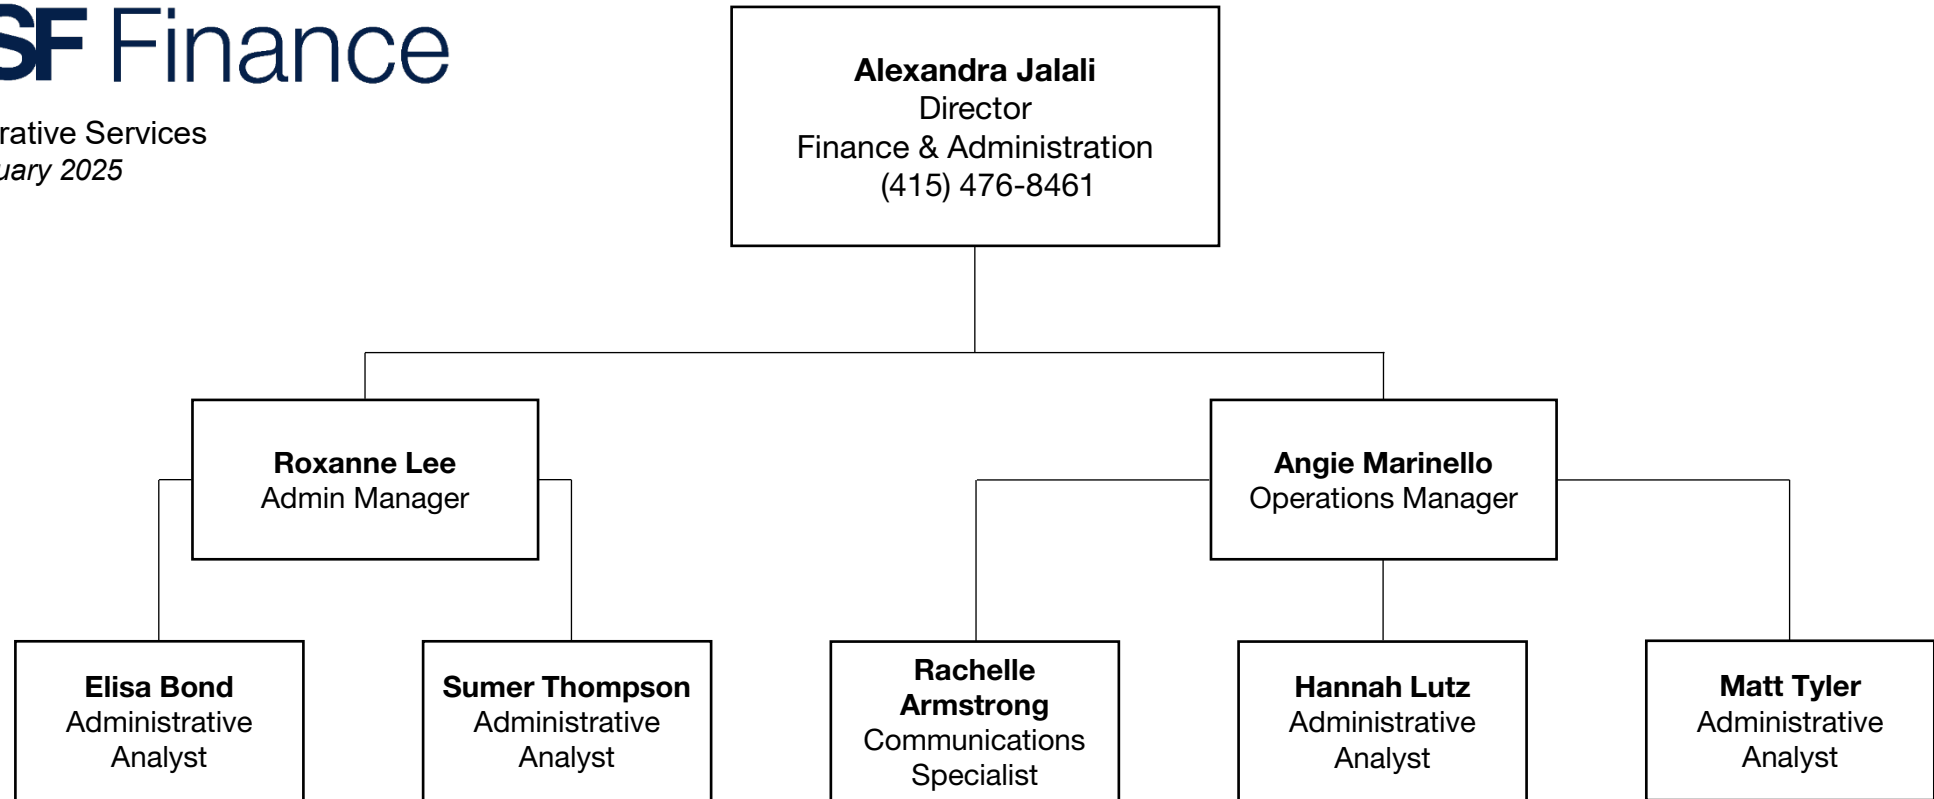 SF Finance
rative Services
uary 2025
Alexandra Jalali
Director
Finance & Administration
(415) 476-8461
Roxanne Lee
Admin Manager
Angie Marinello
Operations Manager
Elisa Bond
Administrative
Analyst
Sumer Thompson
Administrative
Analyst
Rachelle
Armstrong
Communications
Specialist
Hannah Lutz
Administrative
Analyst
Matt Tyler
Administrative
Analyst